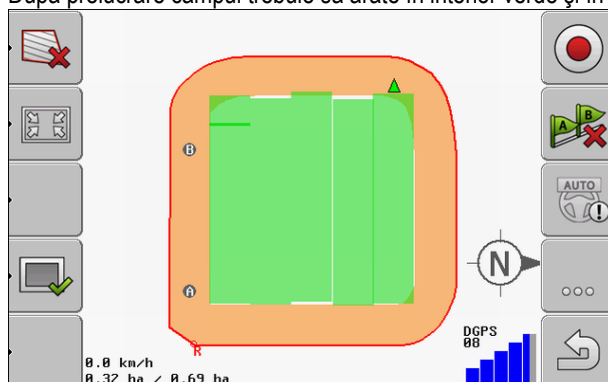 După prelucrare câmpul trebuie să arate în interior verde şi în
A B
AUTO
B
N
A
R
DGPS
08
0.0 km/h
0.32 ha / 0.69 ha